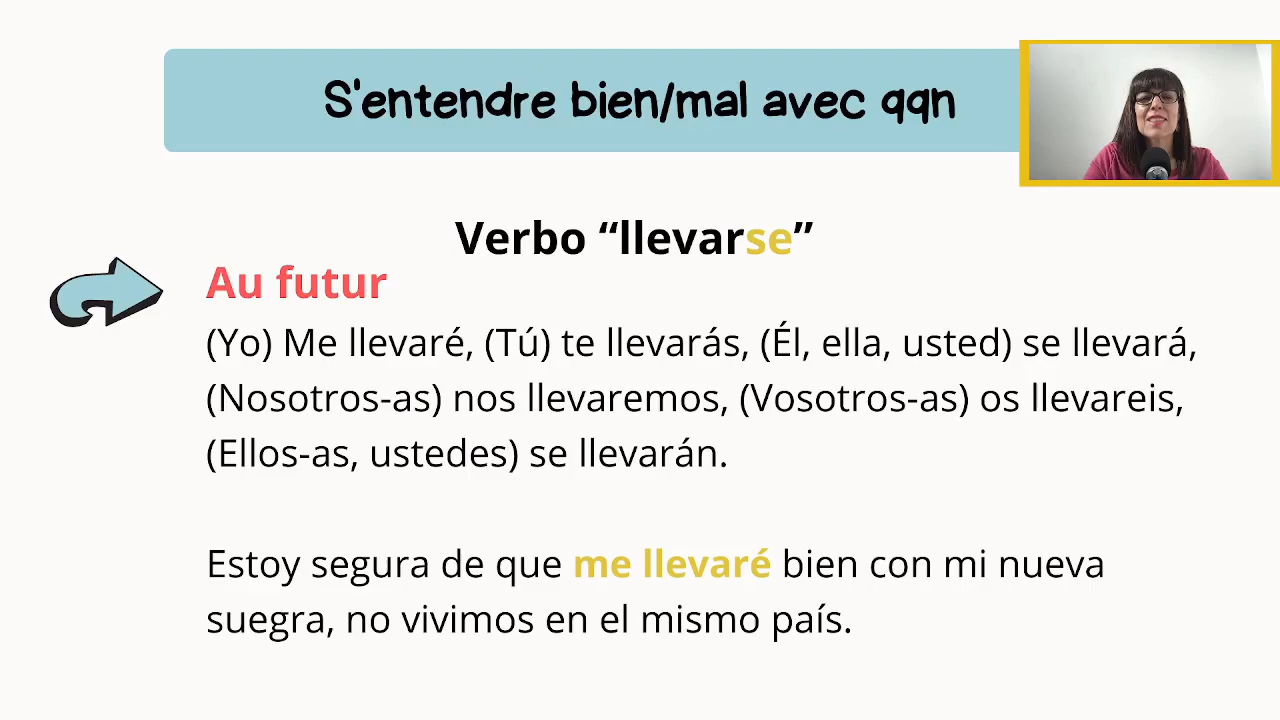 S'entendre bien/mal avec qqn
Verbo “llevarse”
Au futur
(Yo) Me llevaré, (Tú) te llevarás, (Él, ella, usted) se llevará,
(Nosotros-as) nos llevaremos, (Vosotros-as) os llevareis,
(Ellos-as, ustedes) se llevarán.
Estoy segura de que me llevaré bien con mi nueva
suegra, no vivimos en el mismo país.